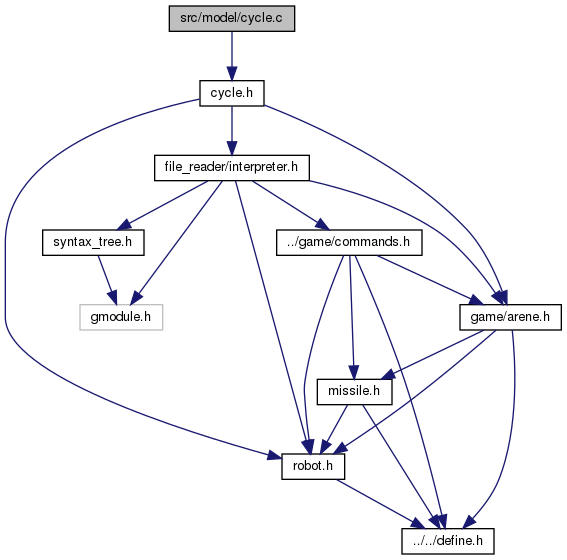 src/model/cycle.c
cycle.h
file_reader/interpreter.h
syntax_tree.h
../game/commands.h
gmodule.h
game/arene.h
missile.h
robot.h
../../define.h